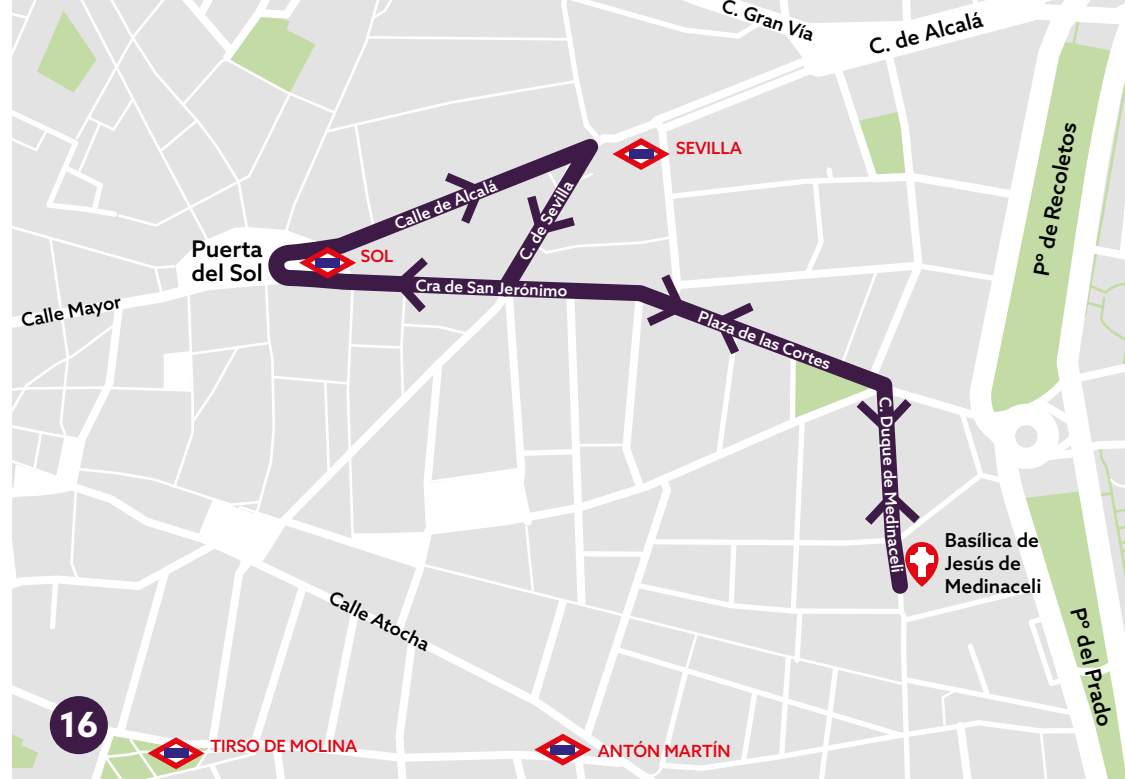 C. Gran Vía
C. de Alcalá
SEVILLA
Pº de Recoletos
Calle de Alcalá
C. de Sevilla
Puerta
del Sol
SOL
Cra de San Jerónimo
Calle Mayor
Plaza de las Cortes
C. Duque de Medinaceli
Basílica de
Jesús de
Medinaceli
Calle Atocha
Pº del Prado
16
TIRSO DE MOLINA
ANTÓN MARTÍN